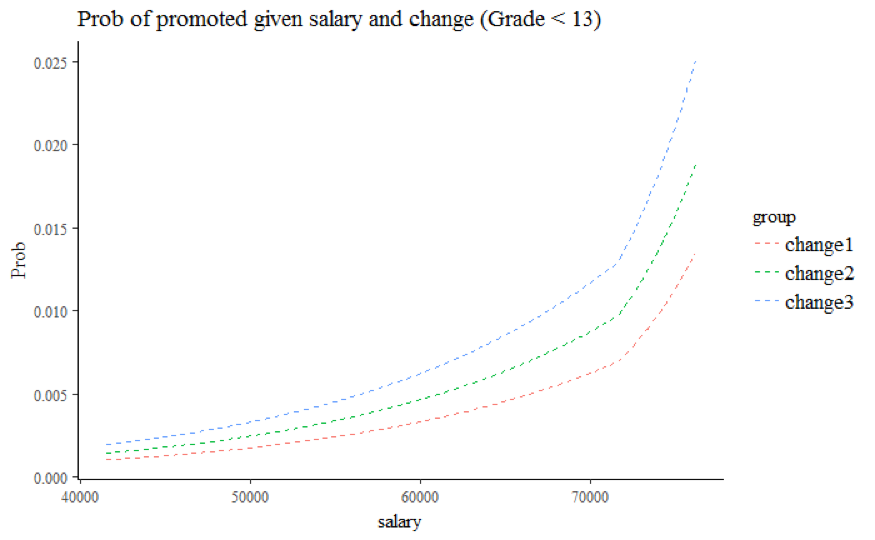 Prob of promoted given salary and change (Grade < 13)
0.025
0.020
0.015
0.010
0.005
0.000
Prob
40000 50000 60000 70000
salary
group
change1
change2
change3